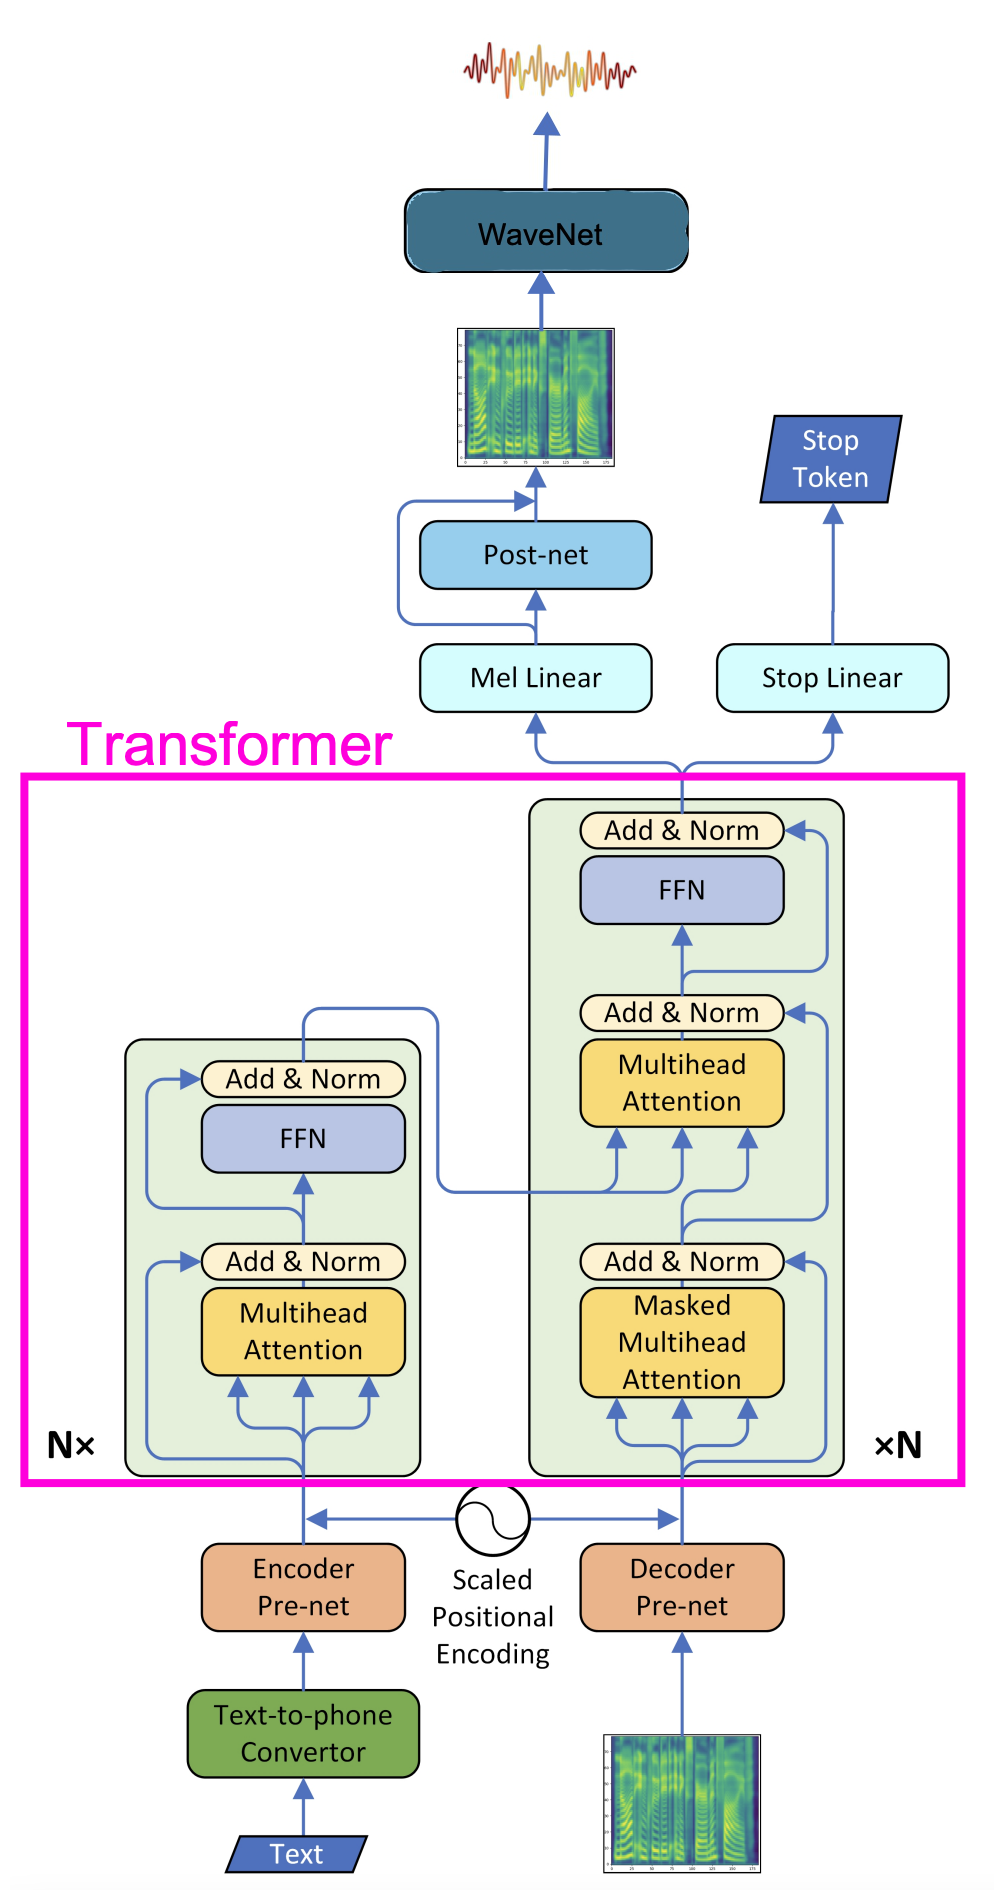 WaveNet
Stop
Token
Post-net
Mel Linear
Stop Linear
Transformer
Add & Norm
FFN
Add & Norm
Multihead
Attention
Add & Norm
FFN
Add & Norm
Multihead
Attention
Add & Norm
Masked
Multihead
Attention
N×
×N
Encoder
Pre-net
Scaled
Positional
Encoding
Decoder
Pre-net
Text-to-phone
Convertor
Text